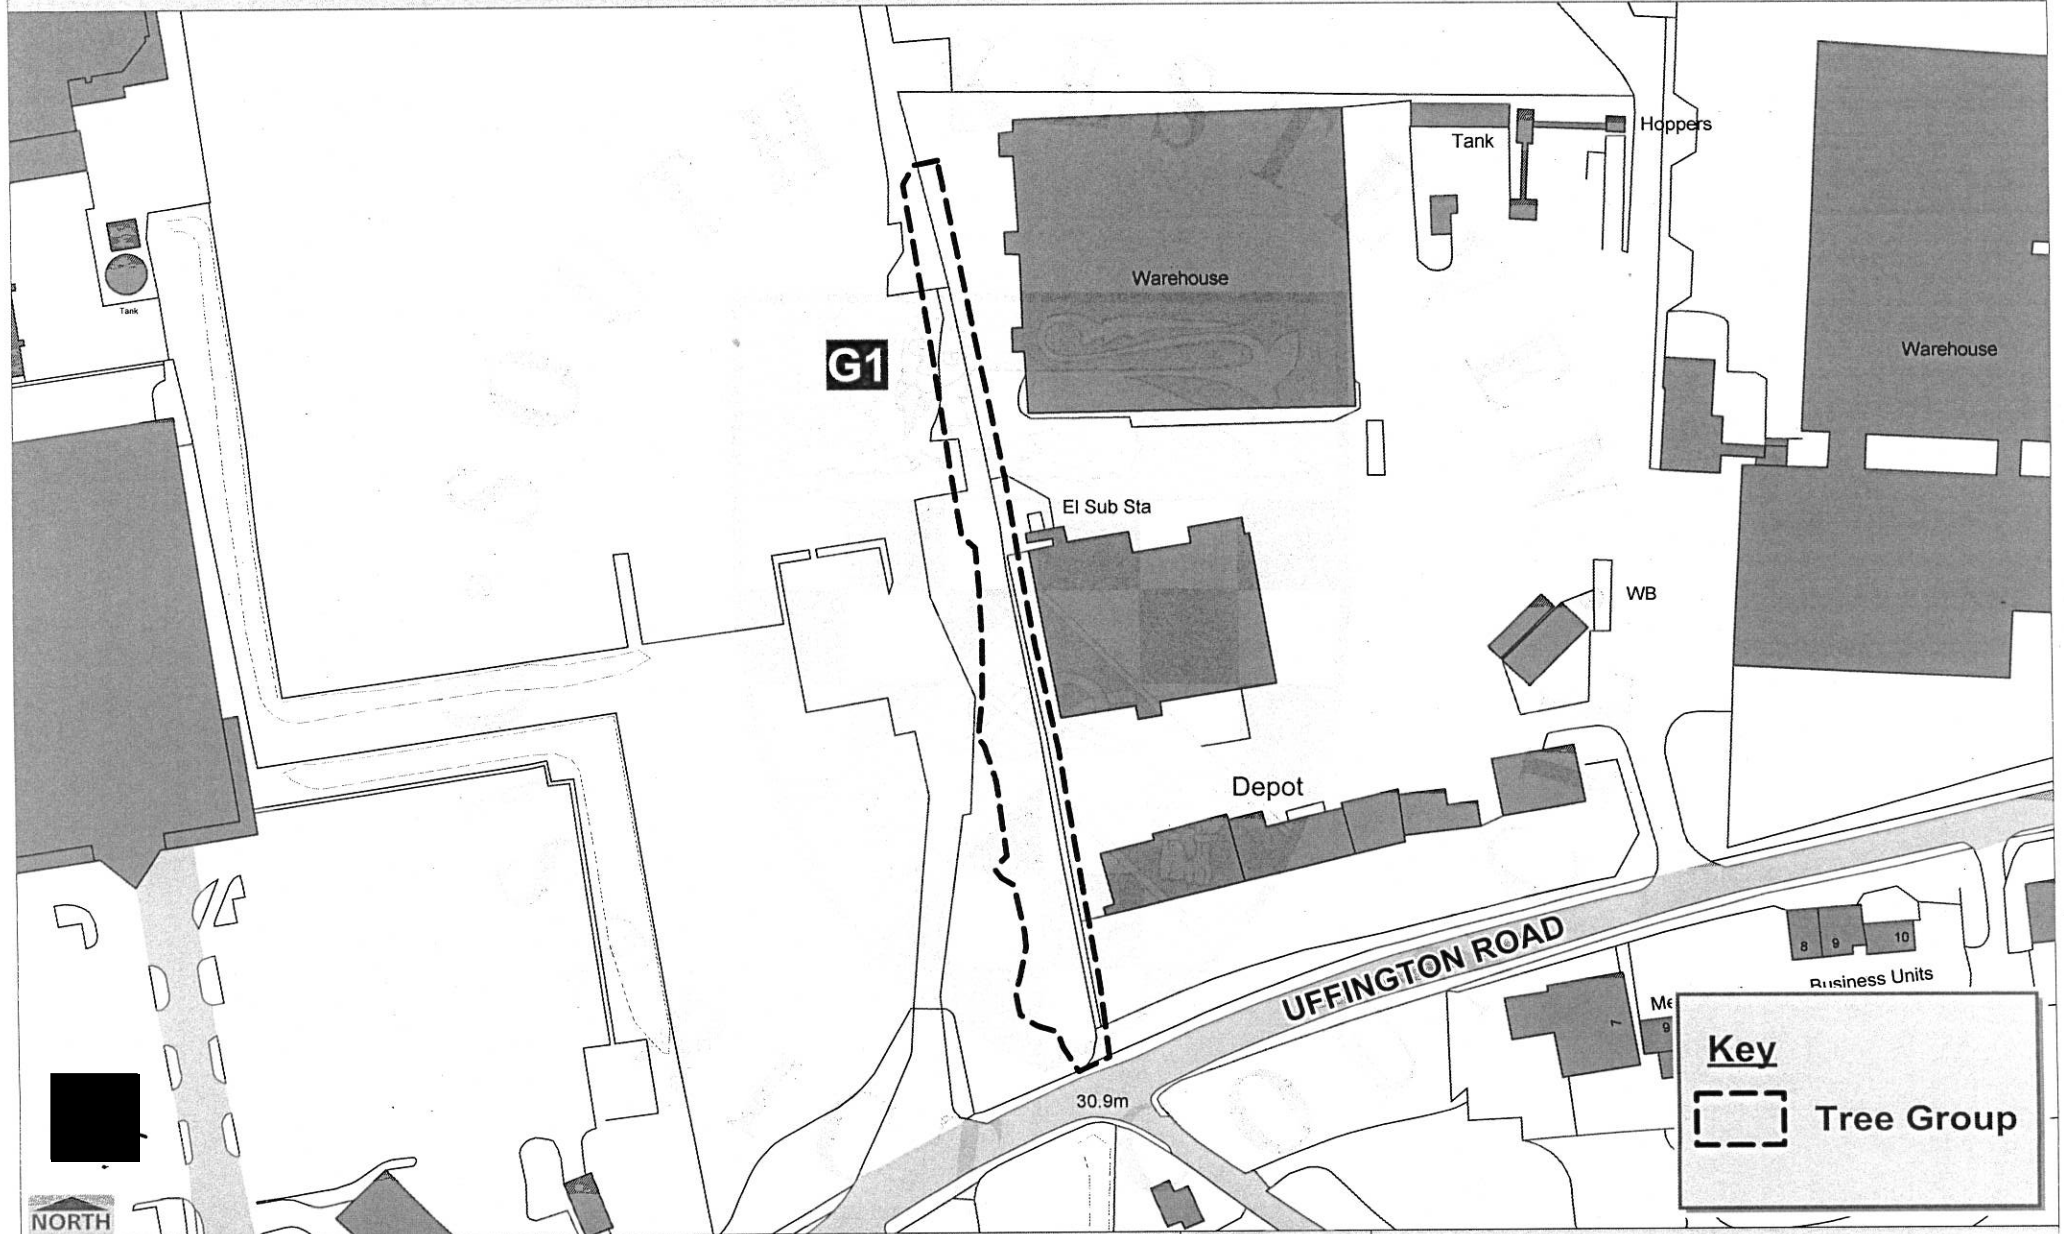 Hoppers
Tank
Warehouse
Tank
Warehouse
G1
El Sub Sta
WB
Depot
UFFINGTON ROAD
8
9
10
Business Units
7
9
30.9m
Key
Tree Group
NORTH